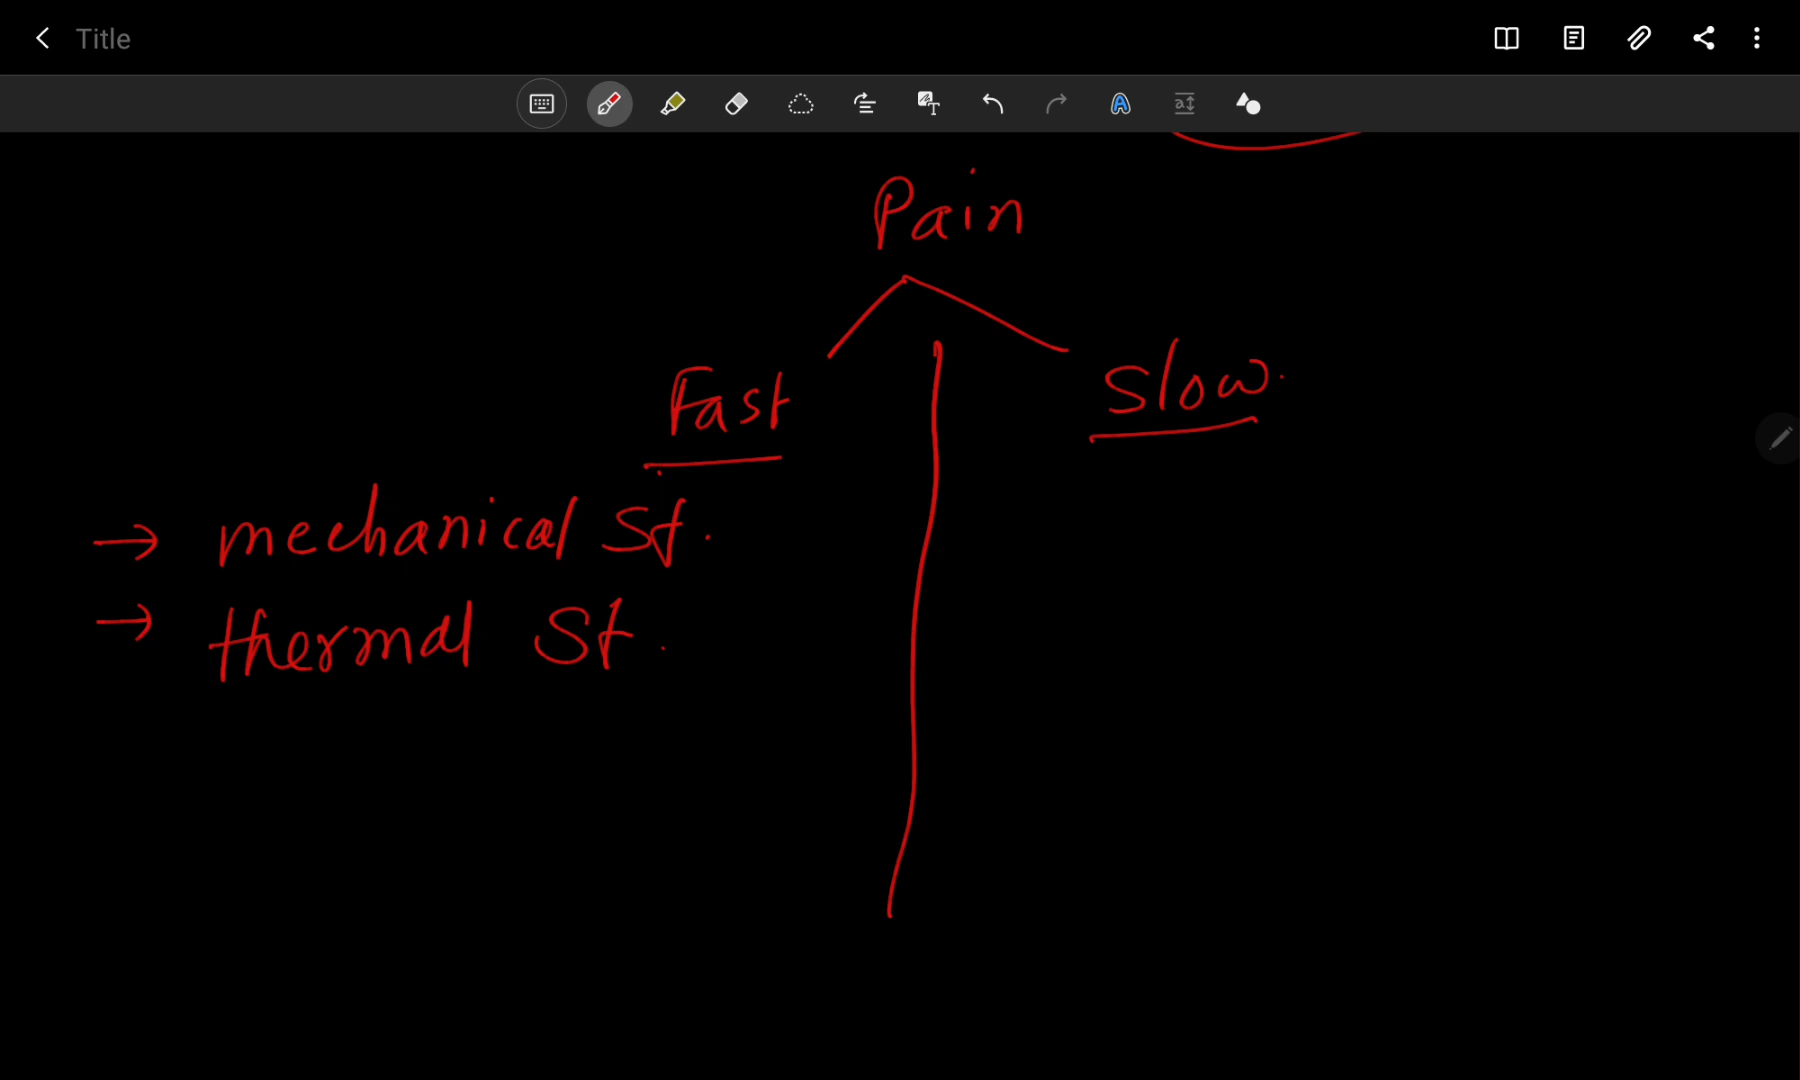 Title
Pain
Fast
Slow.
→ mechanical St.
→ thermal St.